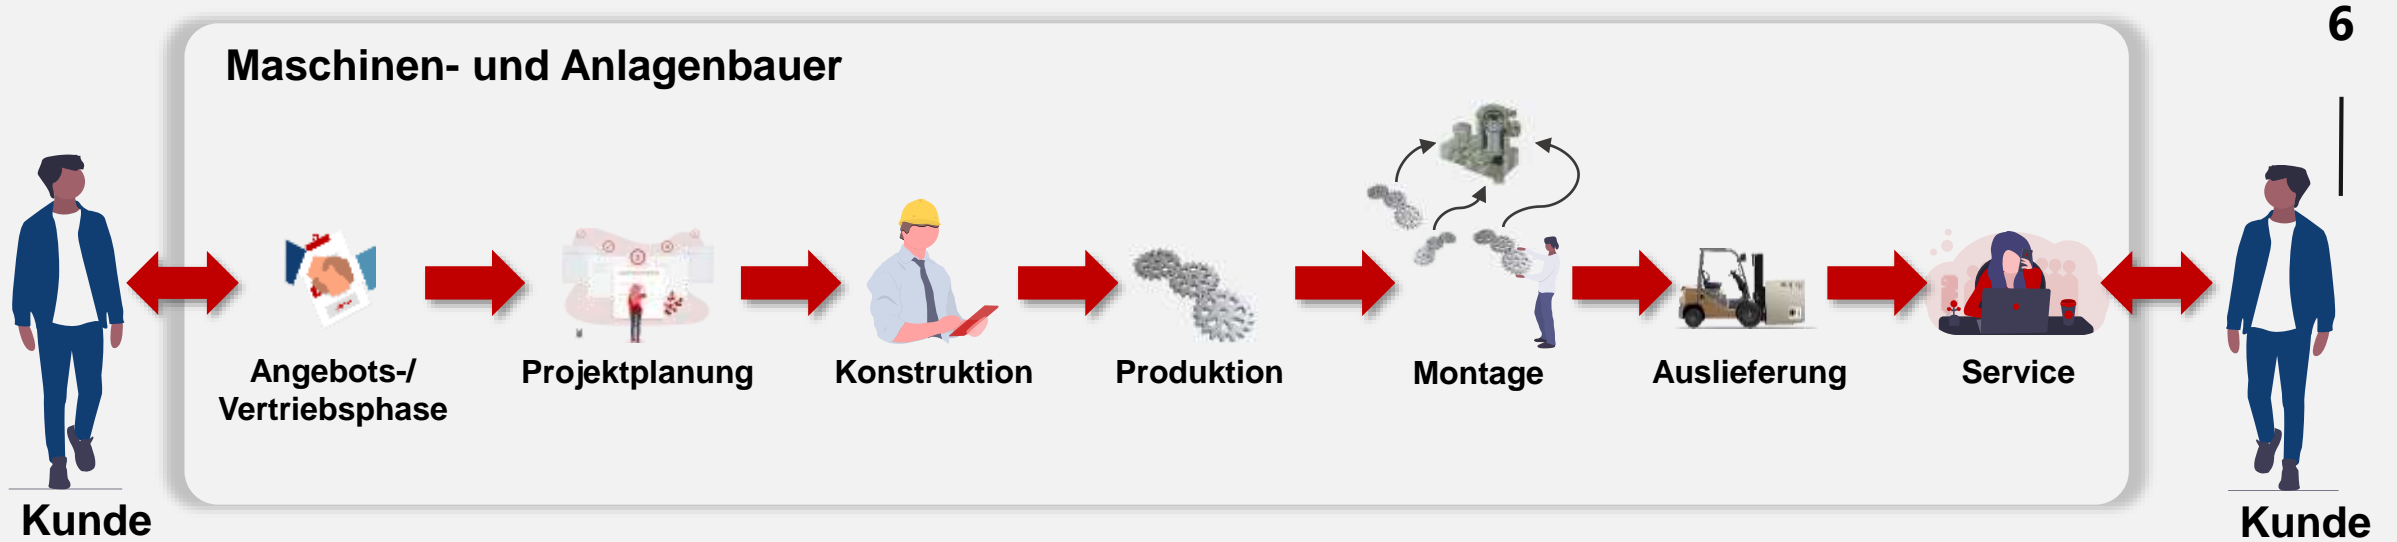 6
Maschinen- und Anlagenbauer
Angebots-/
Vertriebsphase
Projektplanung
Konstruktion
Produktion
Montage
Auslieferung
Service
Kunde
Kunde